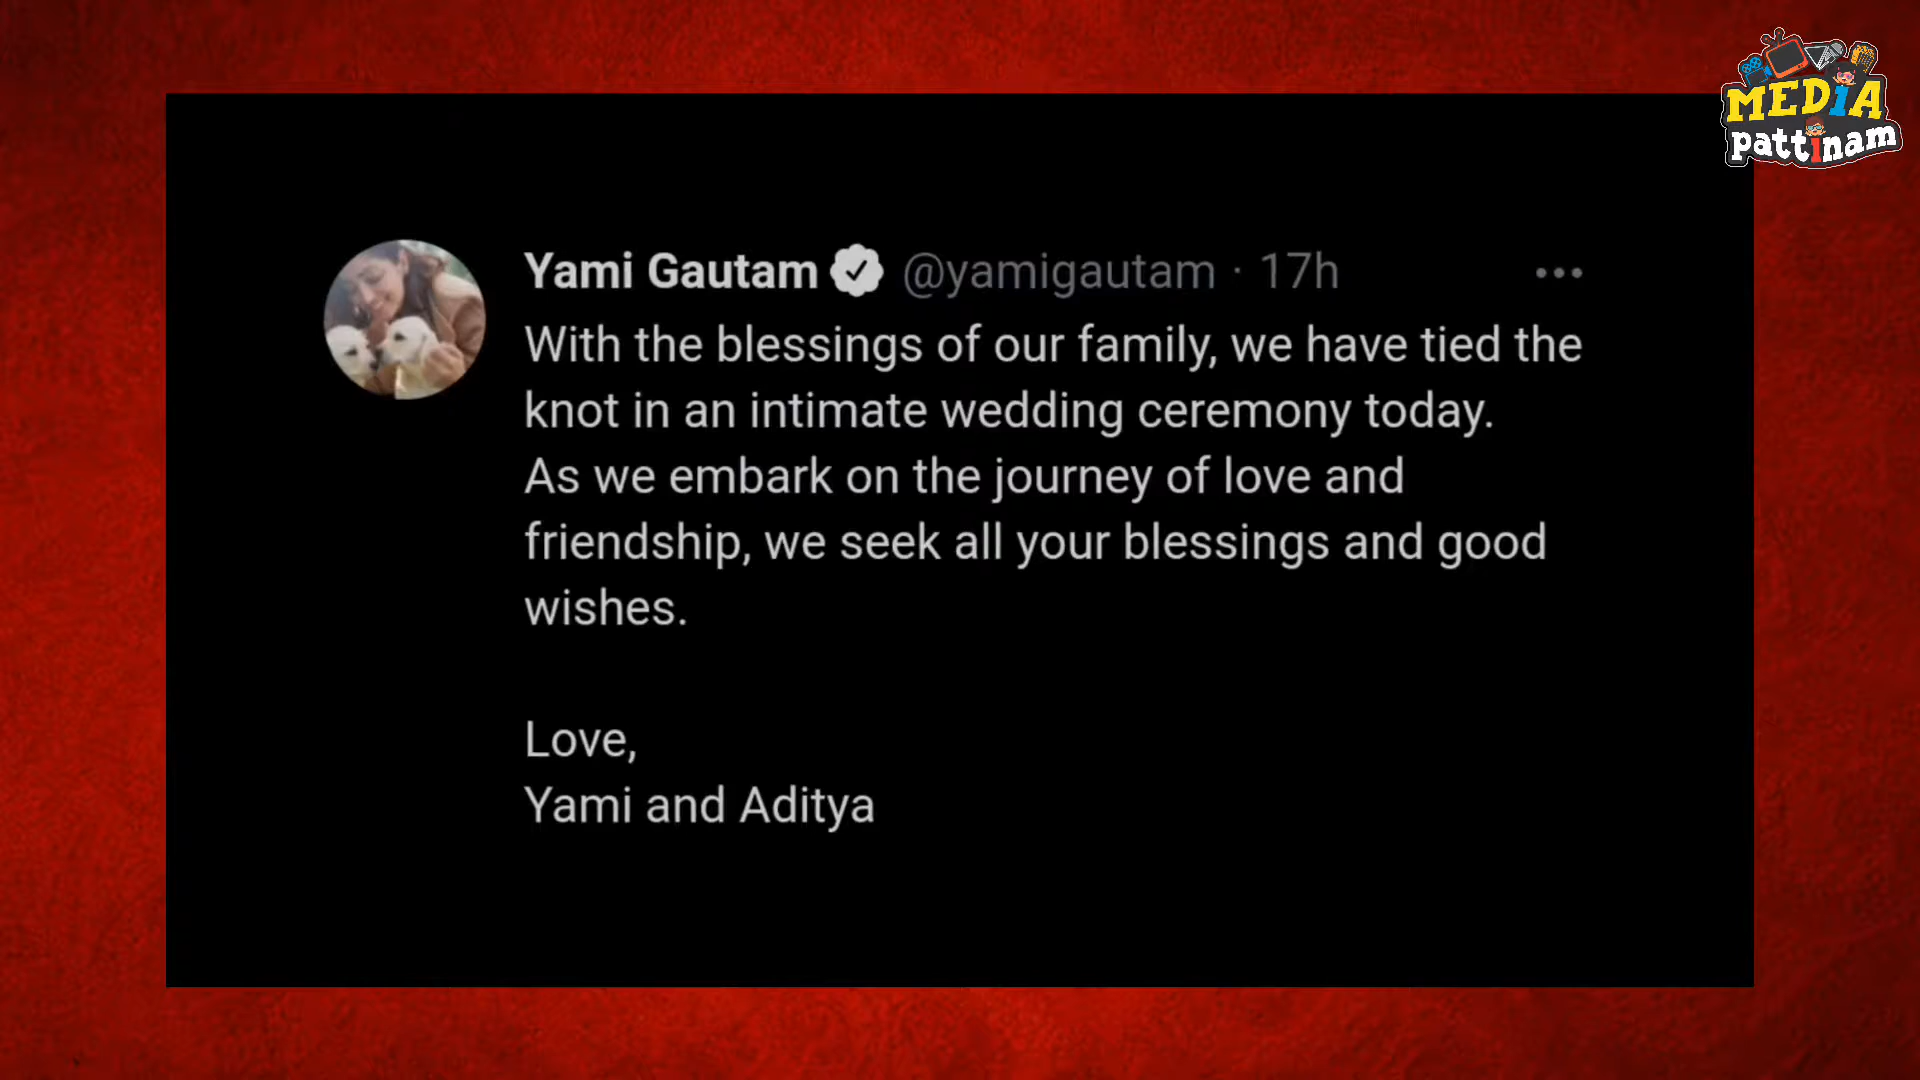 MEDiA
pattinam
Yami Gautam @yamigautam · 17h
With the blessings of our family, we have tied the
knot in an intimate wedding ceremony today.
As we embark on the journey of love and
friendship, we seek all your blessings and good
wishes.
Love,
Yami and Aditya